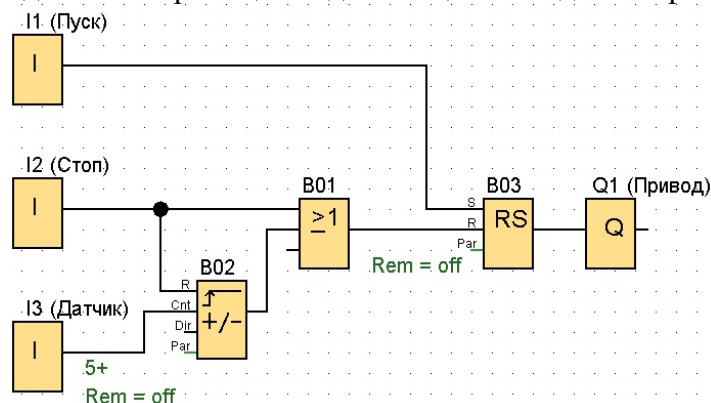 I1 (Пуск)
I
I2 (Стоп)
I
B01
≥1
B03
S
R
Par
RS
Q1 (Привод)
Q
Rem = off
B02
R
Cnt
Dir
Par
+/-
I3 (Датчик)
I
5+
Rem = off